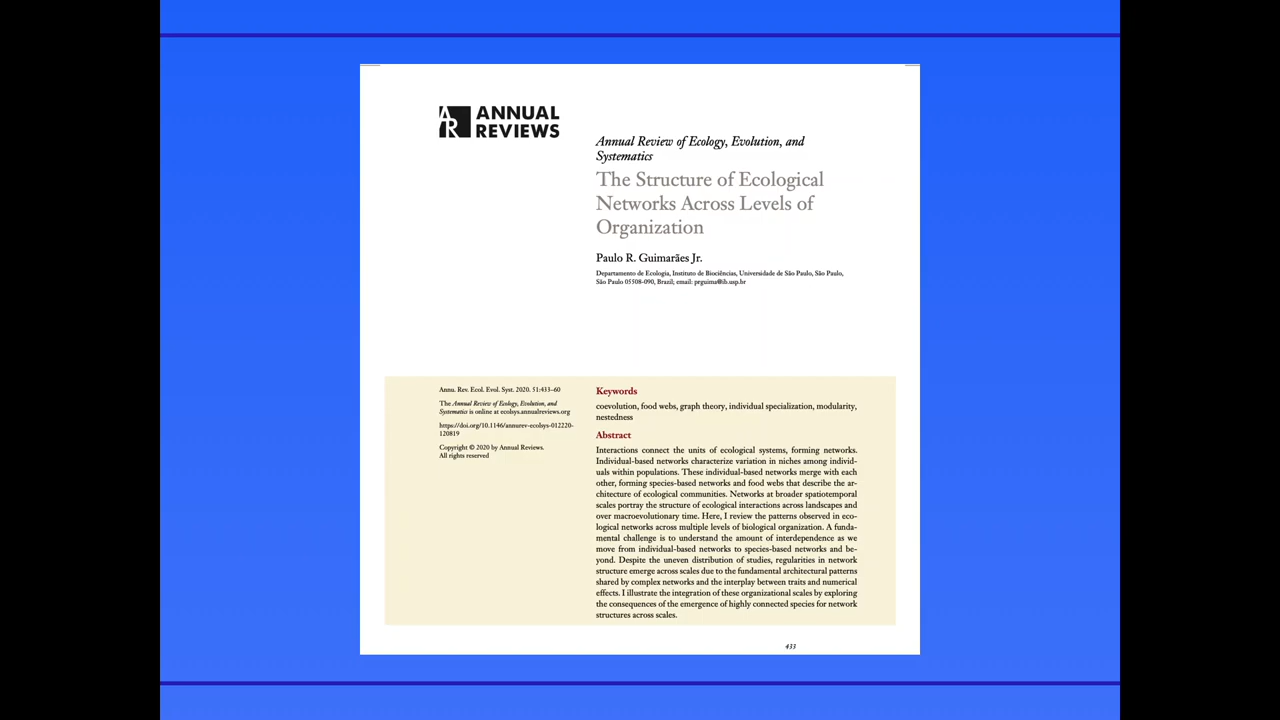 ANNUAL
REVIEWS
Annual Review of Ecology, Evolution, and
Systematics
The Structure of Ecological
Networks Across Levels of
Organization
Paulo R. Guimarães Jr.
Departamento de Ecologia, Instituto de Biociências, Universidade de São Paulo, São Paulo,
São Paulo 05508-090, Brazil; email: prguima@ib.usp.br
Annu. Rev. Ecol. Evol. Syst. 2020. 51:433–60
The Annual Review of Ecology, Evolution, and
Systematics is online at ecolsys.annualreviews.org
https://doi.org/10.1146/annurev-ecolsys-012220-
120819
Copyright © 2020 by Annual Reviews.
All rights reserved
Keywords
coevolution, food webs, graph theory, individual specialization, modularity,
nestedness
Abstract
Interactions connect the units of ecological systems, forming networks.
Individual-based networks characterize variation in niches among individ-
uals within populations. These individual-based networks merge with each
other, forming species-based networks and food webs that describe the ar-
chitecture of ecological communities. Networks at broader spatiotemporal
scales portray the structure of ecological interactions across landscapes and
over macroevolutionary time. Here, I review the patterns observed in eco-
logical networks across multiple levels of biological organization. A funda-
mental challenge is to understand the amount of interdependence as we
move from individual-based networks to species-based networks and be-
yond. Despite the uneven distribution of studies, regularities in network
structure emerge across scales due to the fundamental architectural patterns
shared by complex networks and the interplay between traits and numerical
effects. I illustrate the integration of these organizational scales by exploring
the consequences of the emergence of highly connected species for network
structures across scales.
433